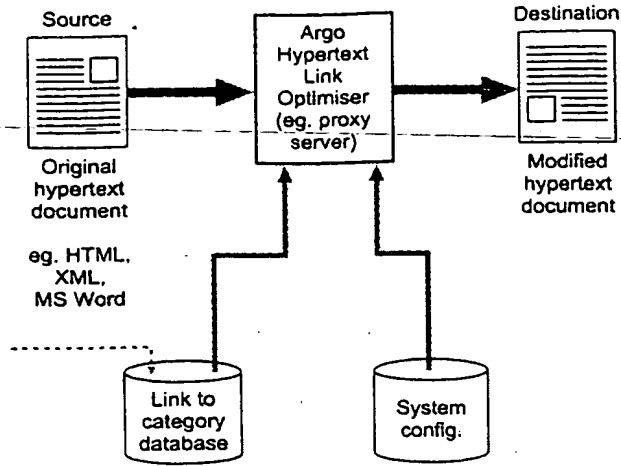 Source
Original
hypertext
document
eg. HTML,
XML,
MS Word
Argo
Hypertext
Link
Optimiser
(eg. proxy
server)
Destination
Modified
hypertext
document
Link to
category
database
System
config.